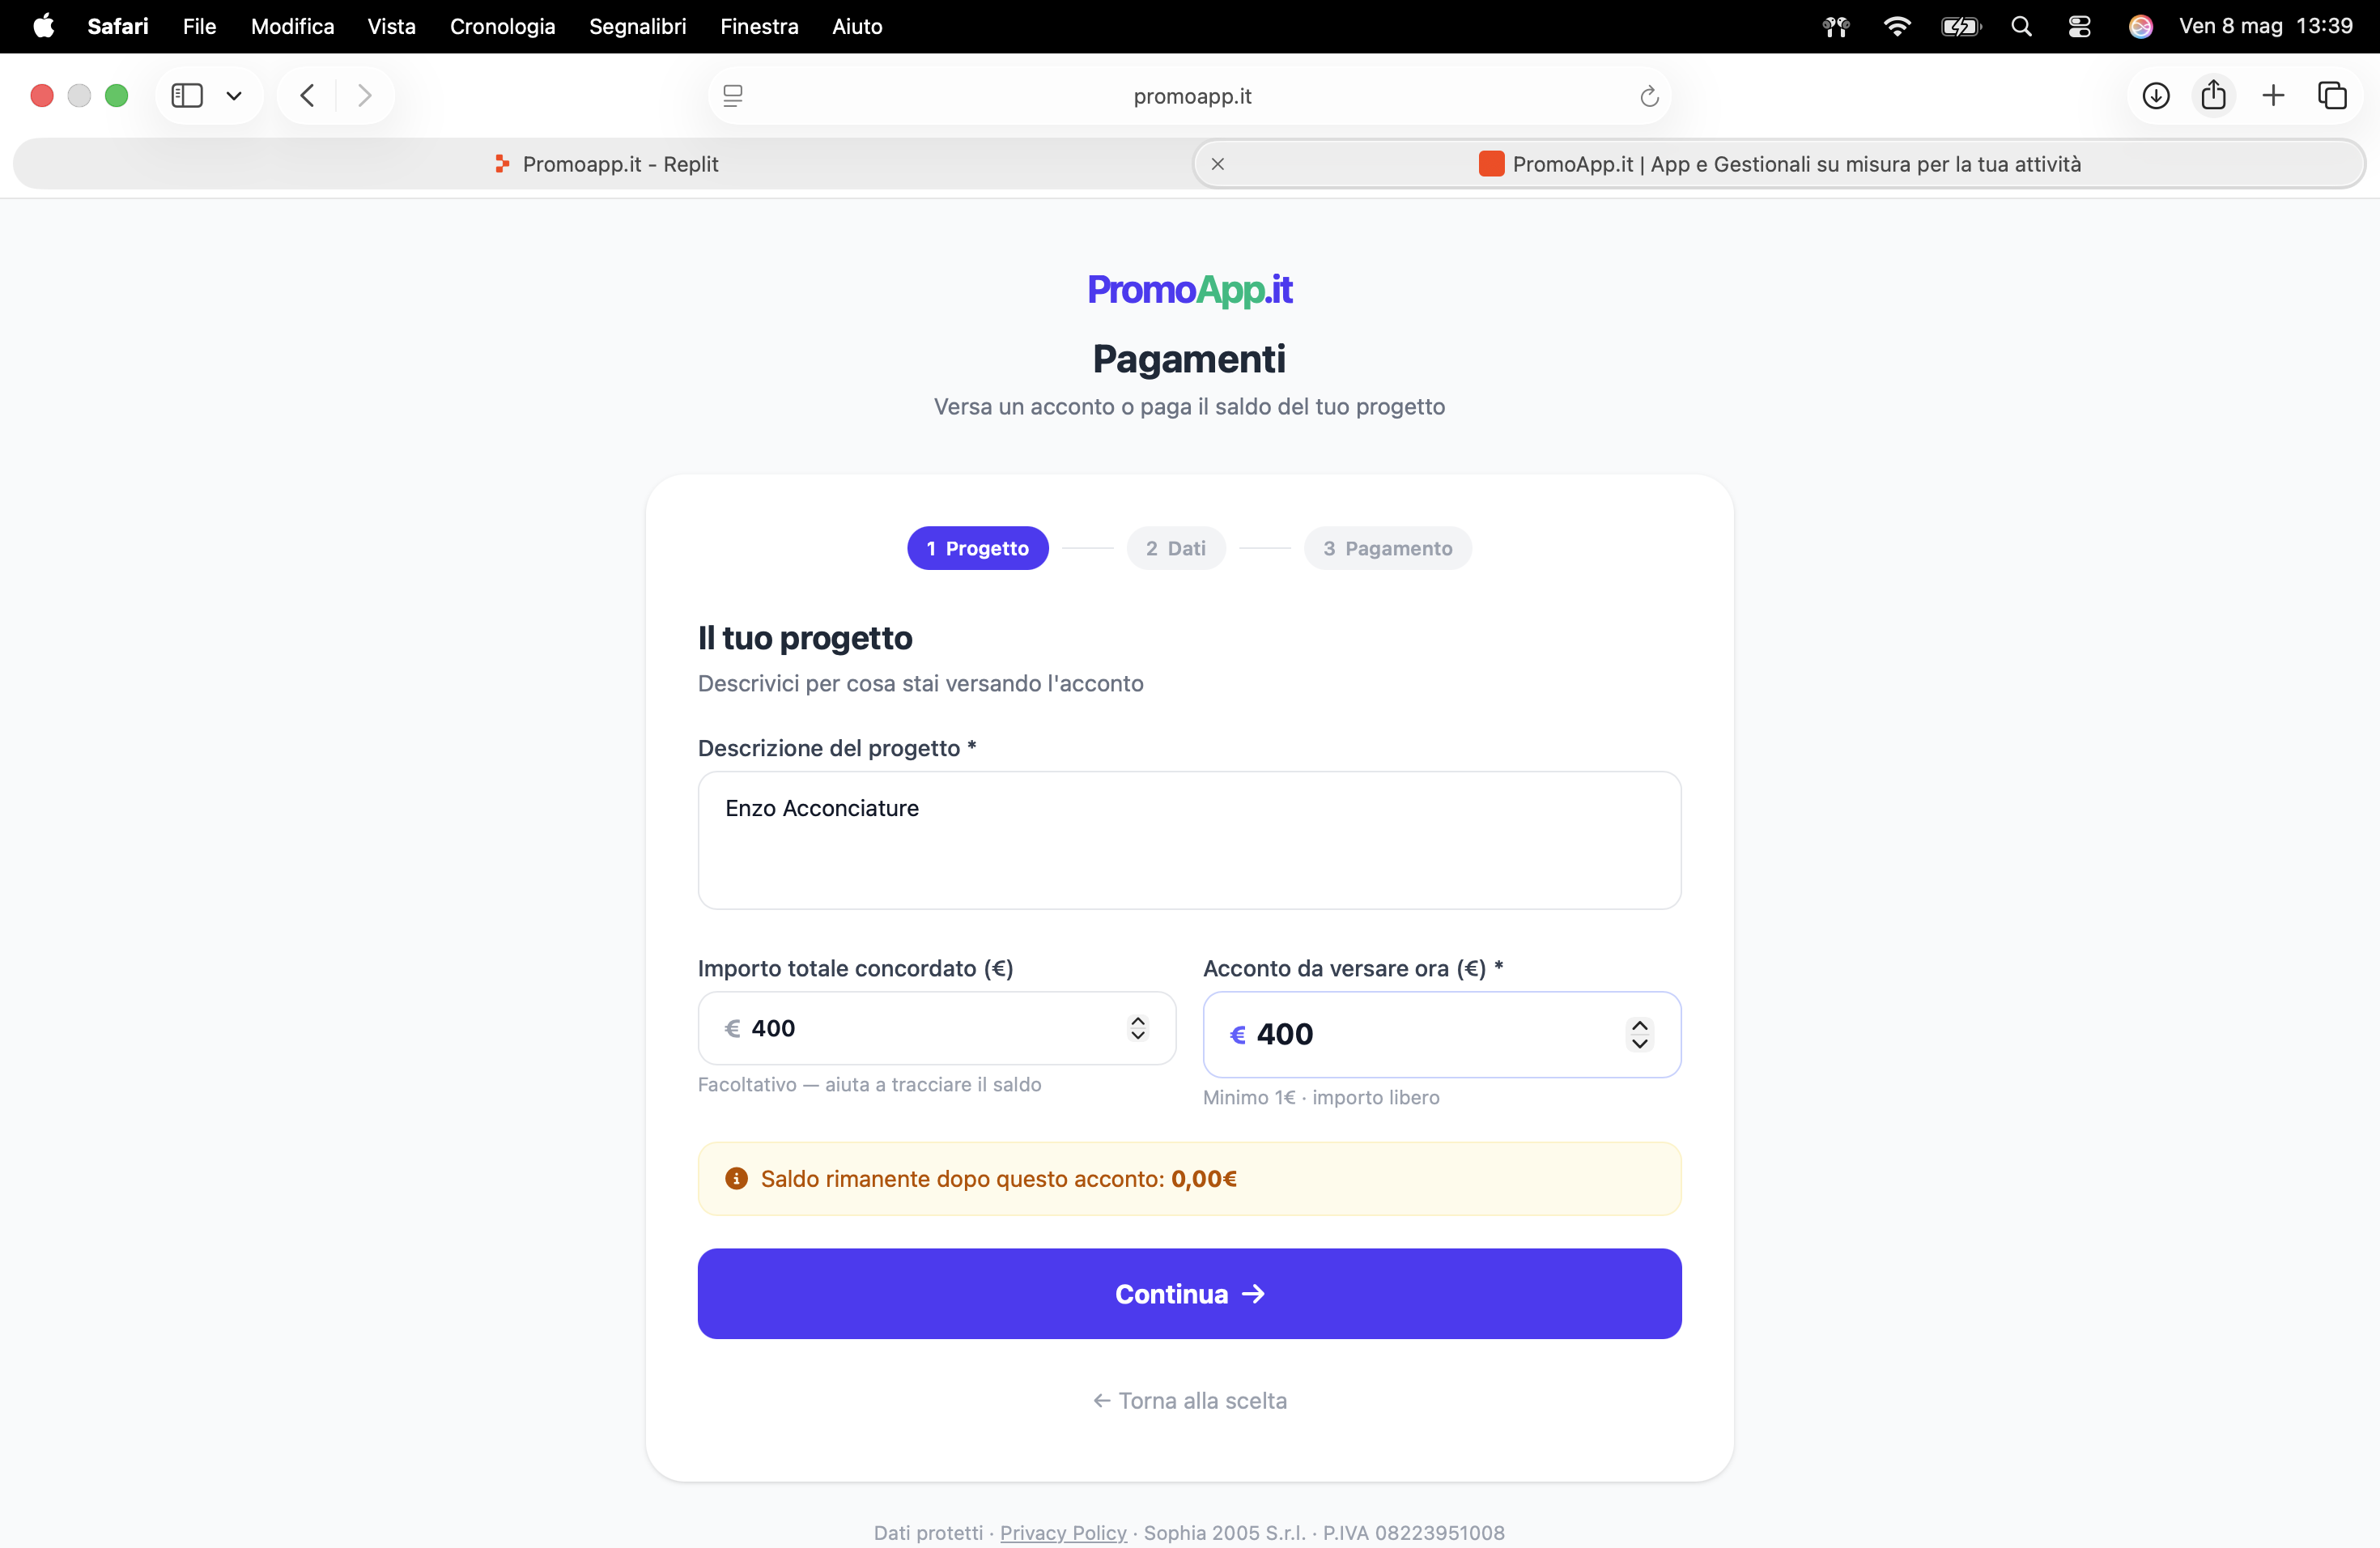 Safari File Modifica Vista Cronologia Segnalibri Finestra Aiuto Ven 8 mag 13:39
promoapp.it
Promoapp.it - Replit PromoApp.it | App e Gestionali su misura per la tua attività
PromoApp.it
Pagamenti
Versa un acconto o paga il saldo del tuo progetto
1 Progetto 2 Dati 3 Pagamento
Il tuo progetto
Descrivici per cosa stai versando l'acconto
Descrizione del progetto *
Enzo Acconciature
Importo totale concordato (€) Acconto da versare ora (€) *
€ 400 € 400
Facoltativo — aiuta a tracciare il saldo Minimo 1€ · importo libero
Saldo rimanente dopo questo acconto: 0,00€
Continua →
← Torna alla scelta
Dati protetti · Privacy Policy · Sophia 2005 S.r.l. · P.IVA 08223951008